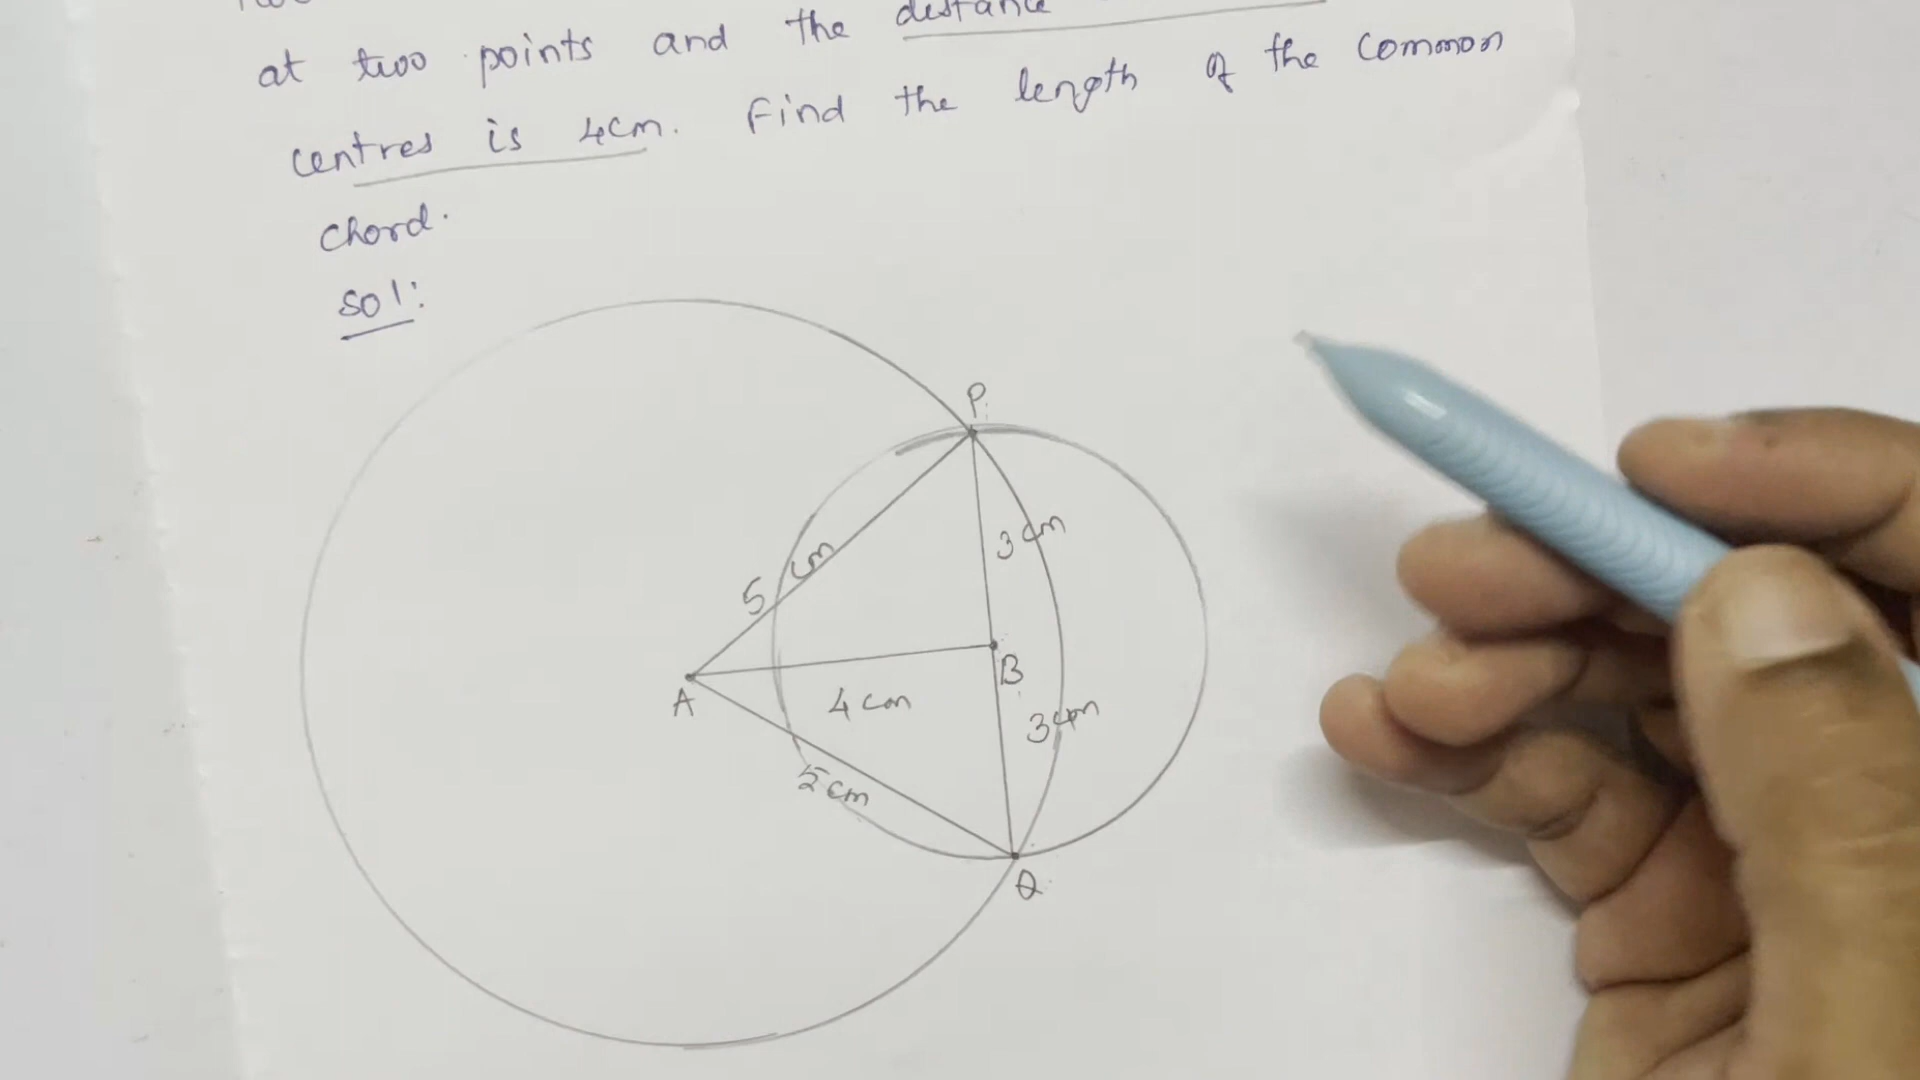 at two points and the distance
centres is 4cm. Find the length of the common
chord.
Sol:
P
3 cm
5 cm
B
A
4 cm
3 cm
5 cm
Q